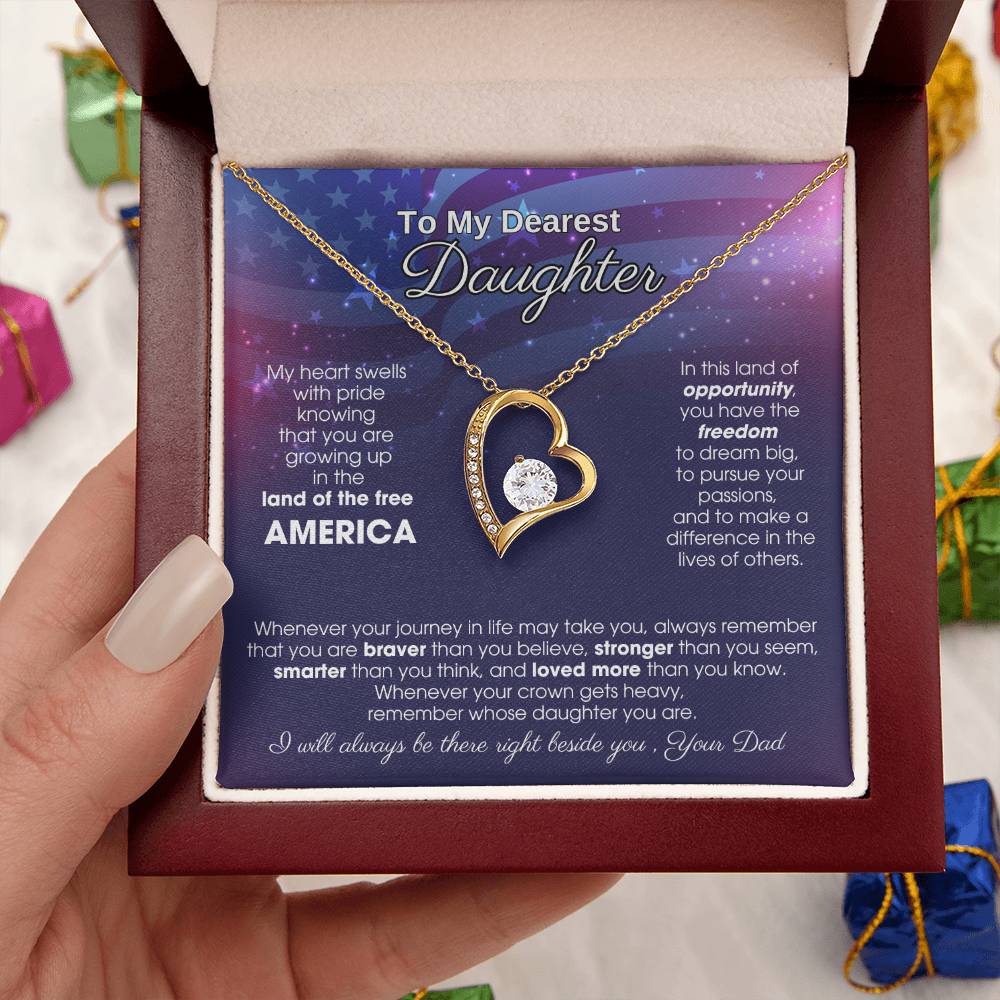 To My Dearest
Daughter
My heart swells
with pride
knowing
that you are
growing up
in the
land of the free
AMERICA
In this land of
opportunity,
you have the
freedom
to dream big,
to pursue your
passions,
and to make a
difference in the
lives of others.
Whenever your journey in life may take you, always remember
that you are braver than you believe, stronger than you seem,
smarter than you think, and loved more than you know.
Whenever your crown gets heavy,
remember whose daughter you are.
I will always be there right beside you , Your Dad